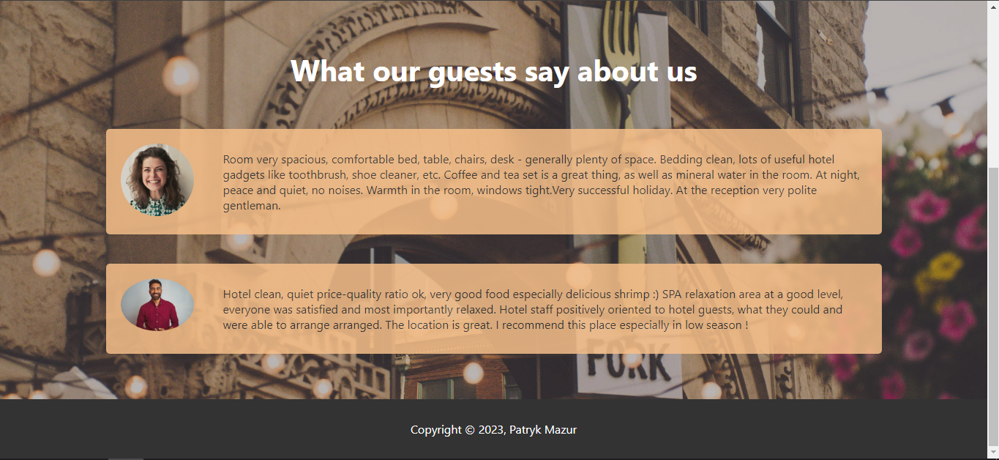 What our guests say about us
Room very spacious, comfortable bed, table, chairs, desk - generally plenty of space. Bedding clean, lots of useful hotel
gadgets like toothbrush, shoe cleaner, etc. Coffee and tea set is a great thing, as well as mineral water in the room. At night,
peace and quiet, no noises. Warmth in the room, windows tight.Very successful holiday. At the reception very polite
gentleman.
Hotel clean, quiet price-quality ratio ok, very good food especially delicious shrimp :) SPA relaxation area at a good level,
everyone was satisfied and most importantly relaxed. Hotel staff positively oriented to hotel guests, what they could and
were able to arrange arranged. The location is great. I recommend this place especially in low season !
FORK
Copyright © 2023, Patryk Mazur